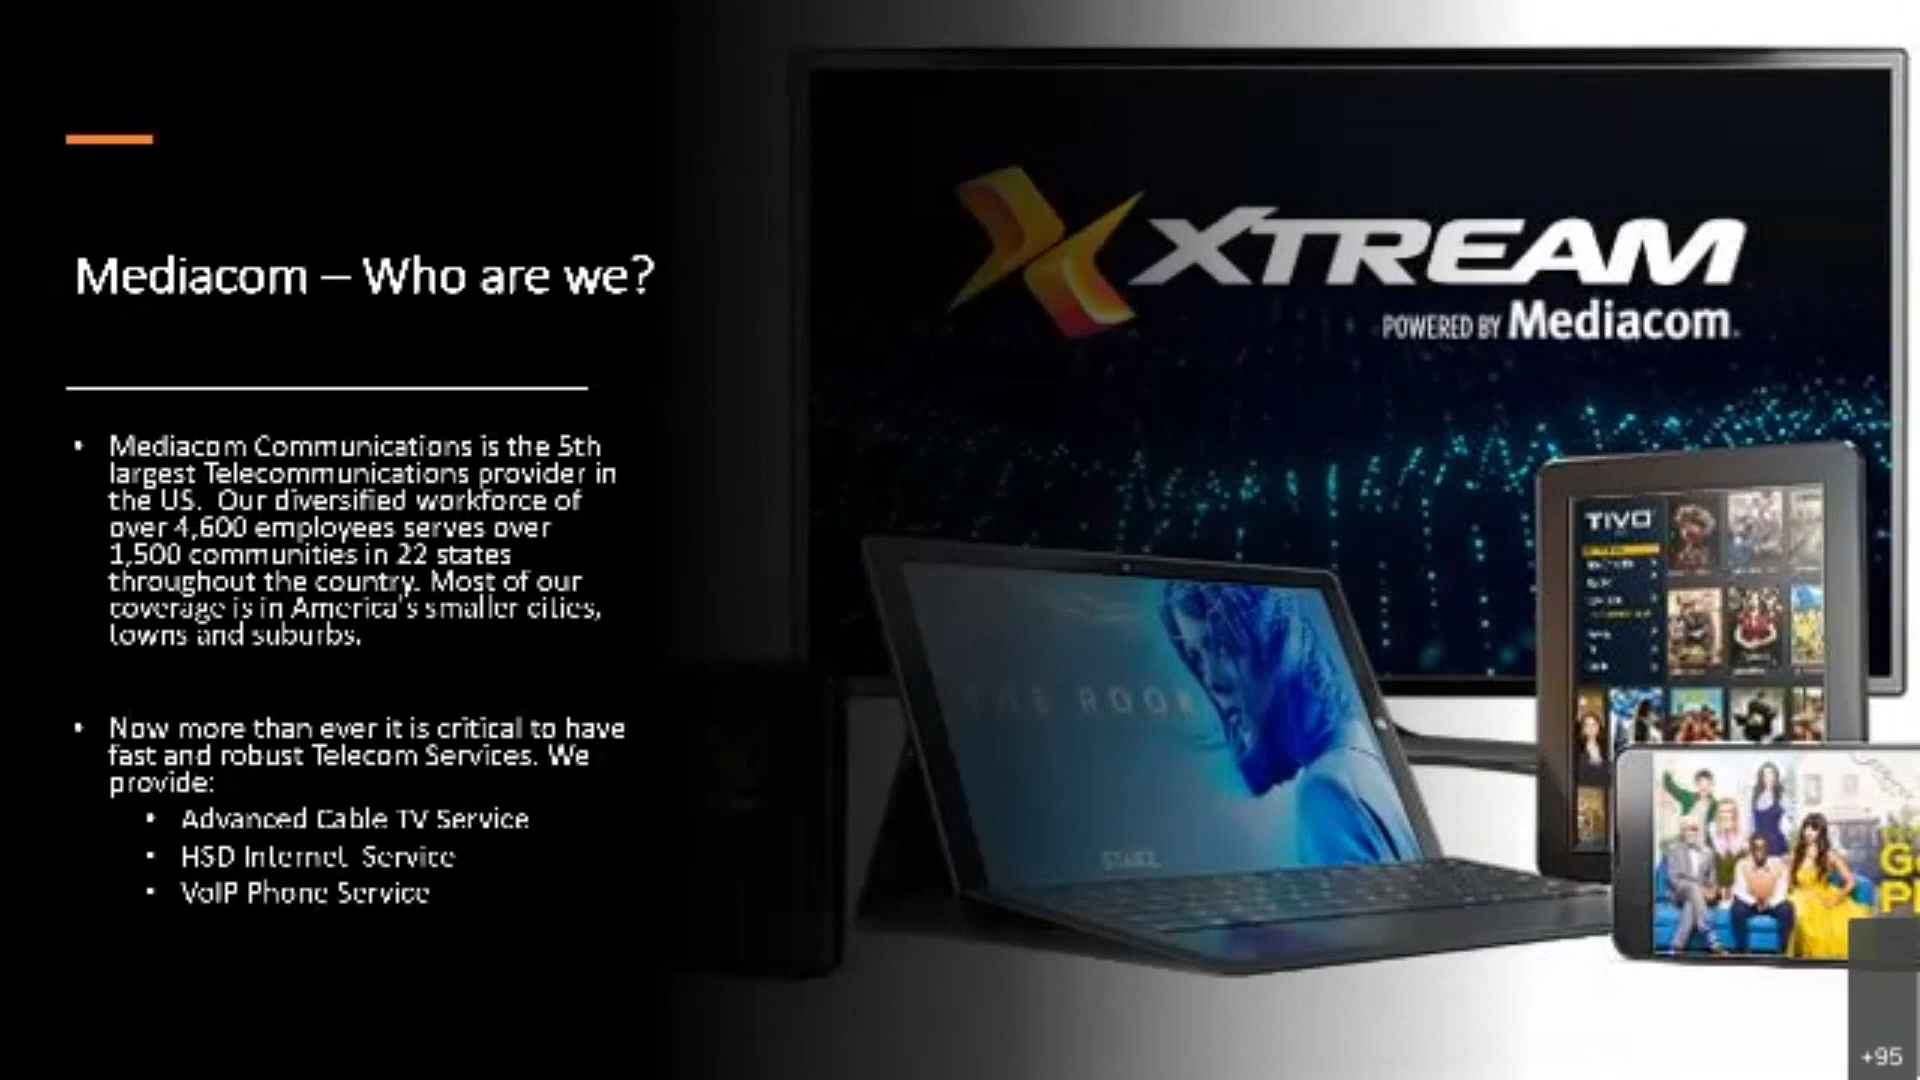 Mediacom – Who are we?
• Mediacom Communications is the 5th
largest Telecommunications provider in
the US. Our diversified workforce of
over 4,600 employees serves over
1,500 communities in 22 states
throughout the country. Most of our
coverage is in America's smaller cities,
towns and suburbs.
• Now more than ever it is critical to have
fast and robust Telecom Services. We
provide:
• Advanced Cable TV Service
• HSD Internet Service
• VoIP Phone Service
XTREAM
POWERED BY Mediacom
TIVO
ROOK
STARZ
+95